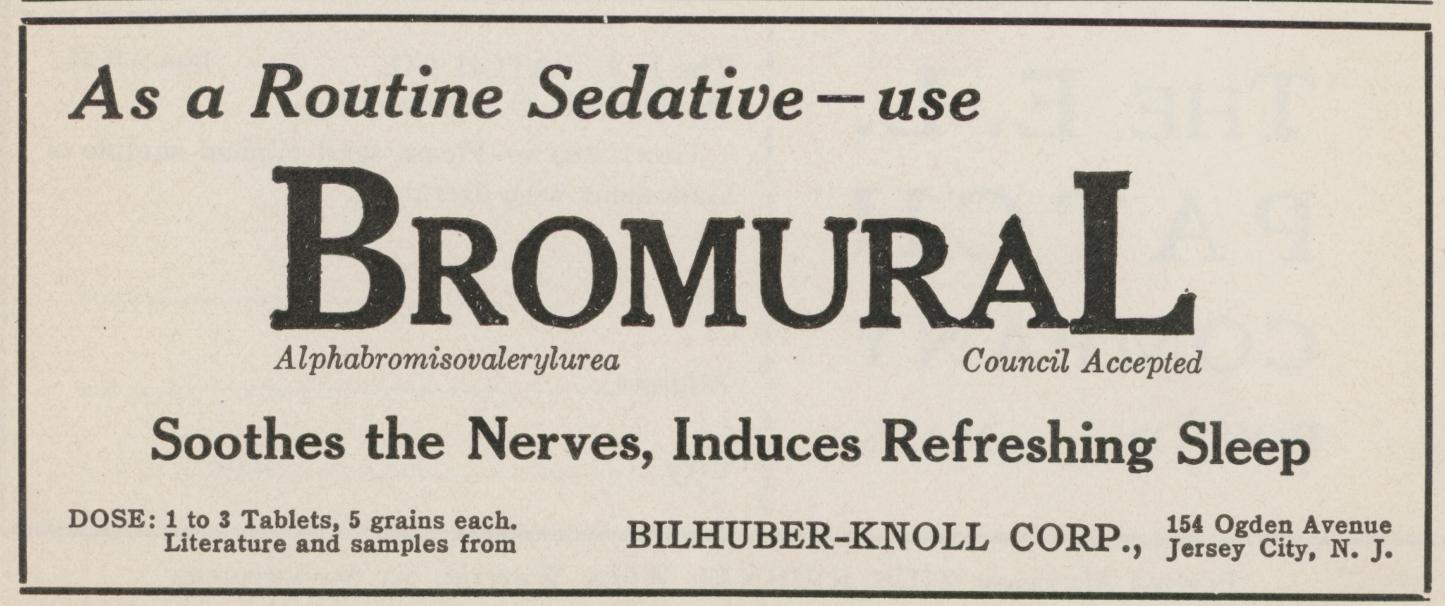 As a Routine Sedative — use
BROMURAL
Alphabromisovalerylurea Council Accepted
Soothes the Nerves, Induces Refreshing Sleep
DOSE: 1 to 3 Tablets, 5 grains each.
Literature and samples from
BILHUBER-KNOLL CORP.,
154 Ogden Avenue
Jersey City, N. J.